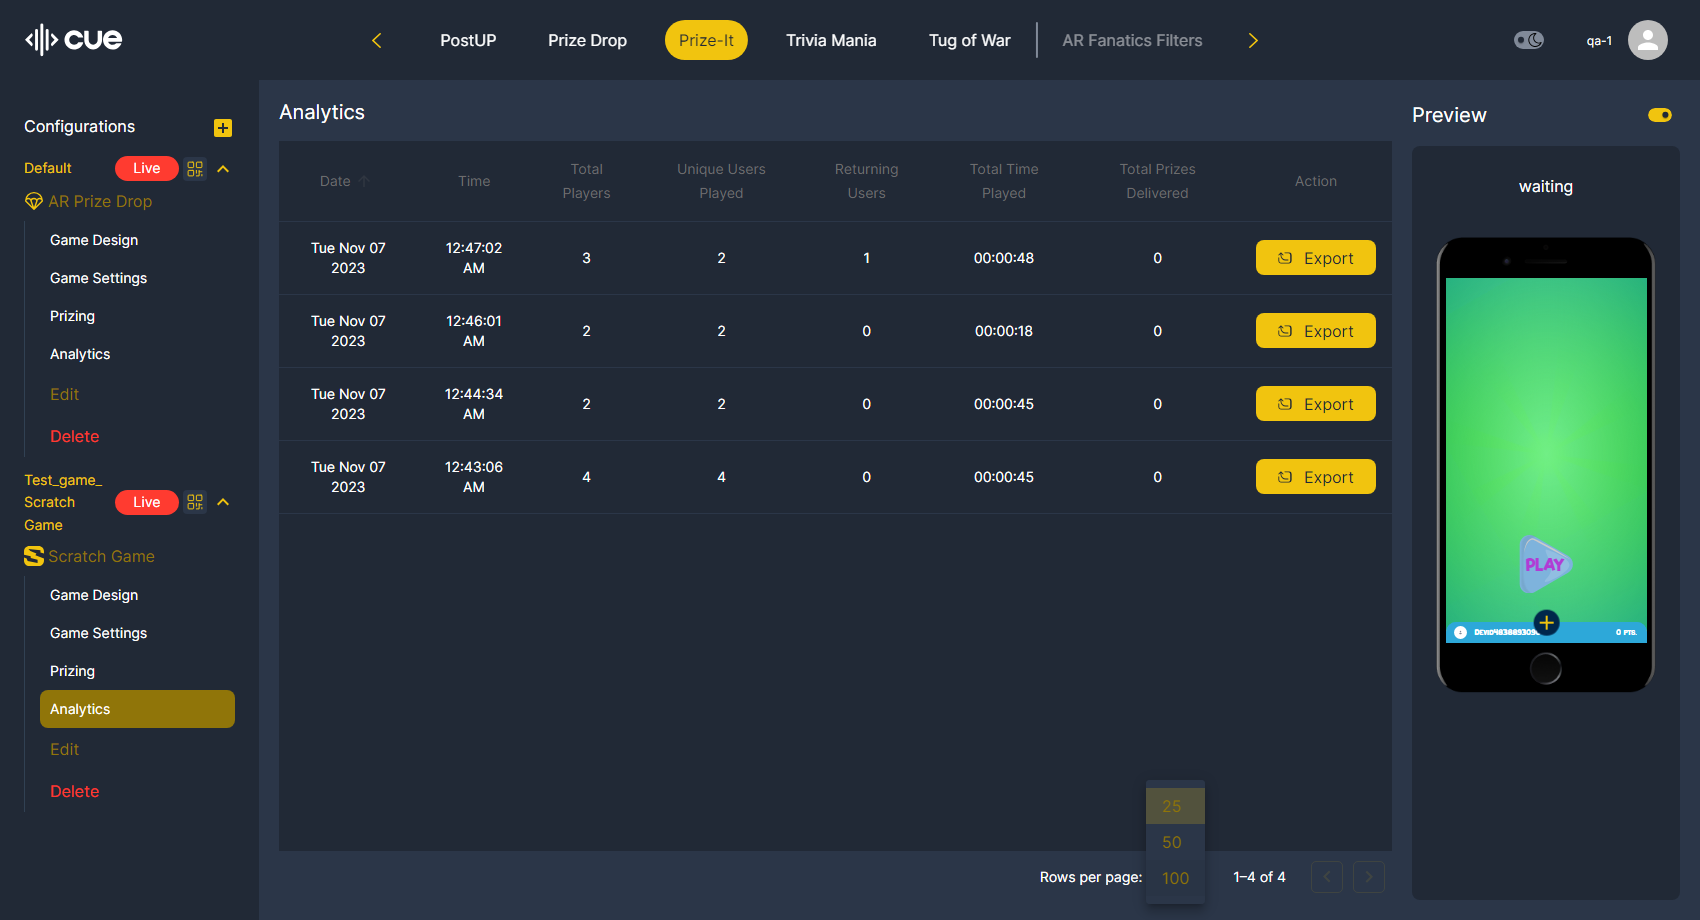 cue
PostUP
Prize Drop
Prize-It
Trivia Mania
Tug of War
AR Fanatics Filters
qa-1
Configurations
Default
Live
AR Prize Drop
Game Design
Game Settings
Prizing
Analytics
Edit
Delete
Test_game_
Scratch
Game
Live
Scratch Game
Game Design
Game Settings
Prizing
Analytics
Edit
Delete
Analytics
Date
Time
Total
Players
Unique Users
Played
Returning
Users
Total Time
Played
Total Prizes
Delivered
Action
Tue Nov 07
2023
12:47:02
AM
3
2
1
00:00:48
0
Export
Tue Nov 07
2023
12:46:01
AM
2
2
0
00:00:18
0
Export
Tue Nov 07
2023
12:44:34
AM
2
2
0
00:00:45
0
Export
Tue Nov 07
2023
12:43:06
AM
4
4
0
00:00:45
0
Export
25
50
100
Rows per page:
1–4 of 4
Preview
waiting
PLAY
0 PTS.